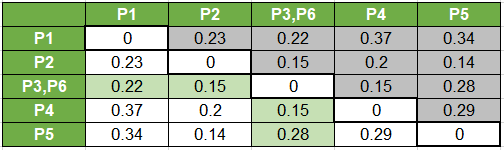 P1 P2 P3,P6 P4 P5
P1 0 0.23 0.22 0.37 0.34
P2 0.23 0 0.15 0.2 0.14
P3,P6 0.22 0.15 0 0.15 0.28
P4 0.37 0.2 0.15 0 0.29
P5 0.34 0.14 0.28 0.29 0